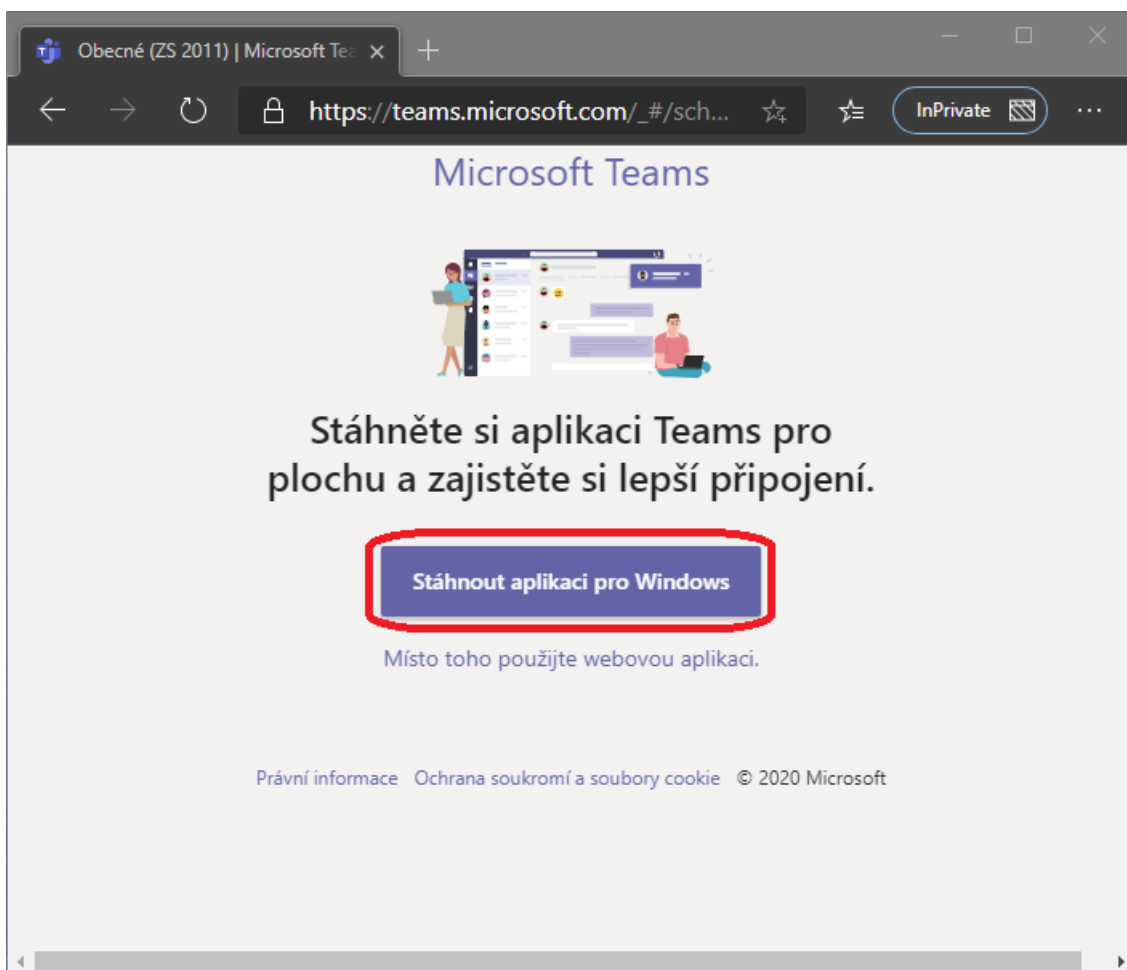 Obecné (ZS 2011) | Microsoft Tea
https://teams.microsoft.com/_#/sch...
InPrivate
Microsoft Teams
Stáhněte si aplikaci Teams pro
plochu a zajistěte si lepší připojení.
Stáhnout aplikaci pro Windows
Místo toho použijte webovou aplikaci.
Právní informace Ochrana soukromí a soubory cookie © 2020 Microsoft